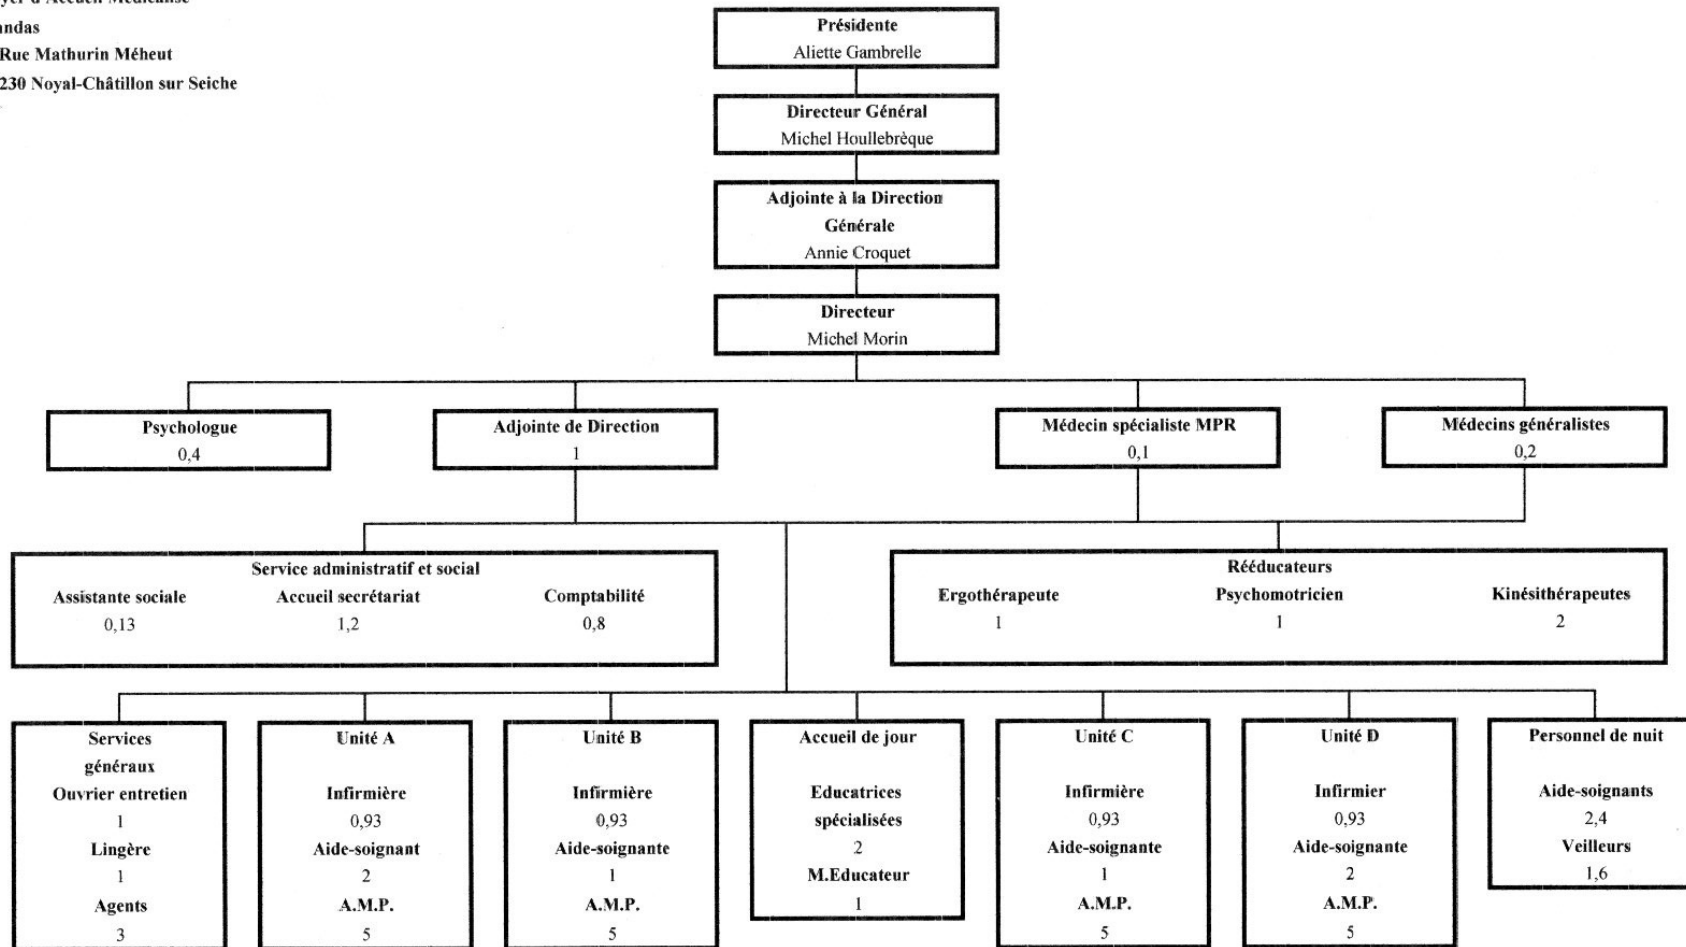 d'Accueil Médicalisé
Rue Mathurin Méheut
230 Noyal-Châtillon sur Seiche
Présidente
Aliette Gambrelle
Directeur Général
Michel Houllebrèque
Adjointe à la Direction
Générale
Annie Croquet
Directeur
Michel Morin
Psychologue
0,4
Adjointe de Direction
1
Médecin spécialiste MPR
0,1
Médecins généralistes
0,2
Service administratif et social
Assistante sociale
0,13
Accueil secrétariat
1,2
Comptabilité
0,8
Rééducateurs
Ergothérapeute
1
Psychomotricien
1
Kinésithérapeutes
2
Services
généraux
Ouvrier entretien
1
Lingère
1
Agents
3
Unité A
Infirmière
0,93
Aide-soignant
2
A.M.P.
5
Unité B
Infirmière
0,93
Aide-soignante
1
A.M.P.
5
Accueil de jour
Educatrices
spécialisées
2
M.Educateur
1
Unité C
Infirmière
0,93
Aide-soignante
1
A.M.P.
5
Unité D
Infirmier
0,93
Aide-soignante
2
A.M.P.
5
Personnel de nuit
Aide-soignants
2,4
Veilleurs
1,6